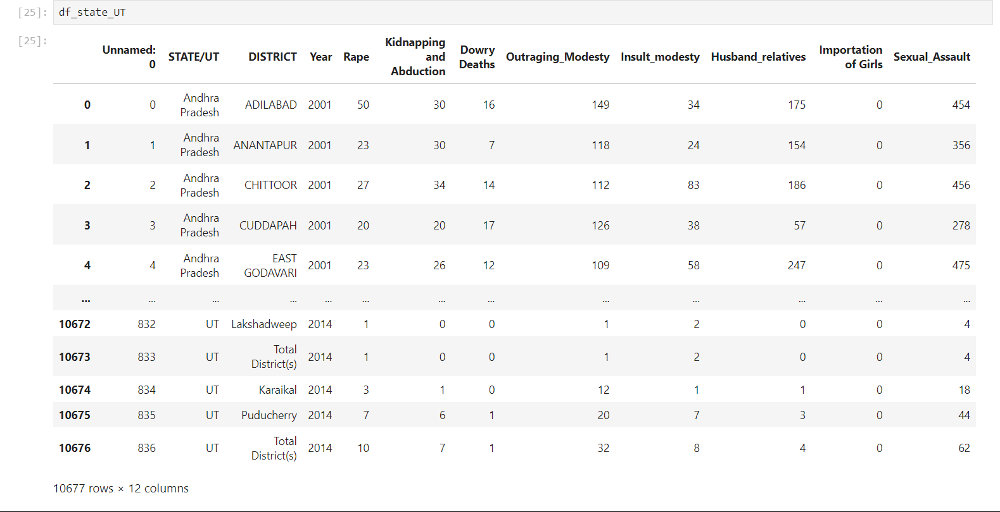 [25]: df_state_UT
[25]:
Unnamed: 0 STATE/UT DISTRICT Year Rape Kidnapping and Abduction Dowry Deaths Outraging_Modesty Insult_modesty Husband_relatives Importation of Girls Sexual_Assault
0 0 Andhra Pradesh ADILABAD 2001 50 30 16 149 34 175 0 454
1 1 Andhra Pradesh ANANTAPUR 2001 23 30 7 118 24 154 0 356
2 2 Andhra Pradesh CHITTOOR 2001 27 34 14 112 83 186 0 456
3 3 Andhra Pradesh CUDDAPAH 2001 20 20 17 126 38 57 0 278
4 4 Andhra Pradesh EAST GODAVARI 2001 23 26 12 109 58 247 0 475
... ... ... ... ... ... ... ... ... ... ... ... ...
10672 832 UT Lakshadweep 2014 1 0 0 1 2 0 0 4
10673 833 UT Total District(s) 2014 1 0 0 1 2 0 0 4
10674 834 UT Karaikal 2014 3 1 0 12 1 1 0 18
10675 835 UT Puducherry 2014 7 6 1 20 7 3 0 44
10676 836 UT Total District(s) 2014 10 7 1 32 8 4 0 62
10677 rows × 12 columns